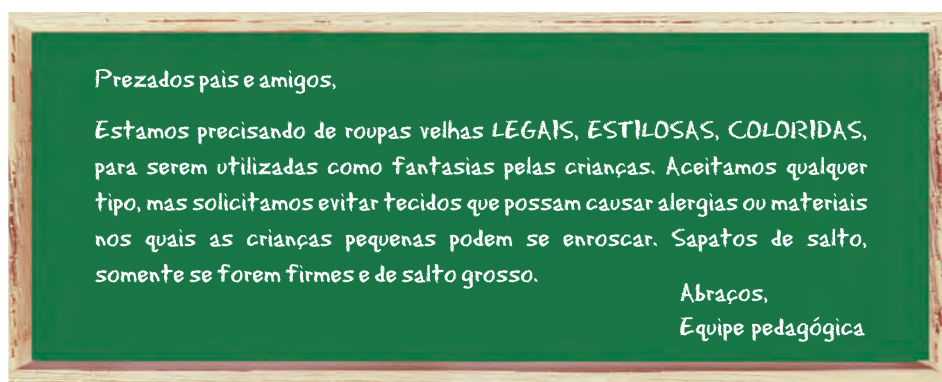 Prezados pais e amigos,
Estamos precisando de roupas velhas LEGAIS, ESTILOSAS, COLORIDAS,
para serem utilizadas como fantasias pelas crianças. Aceitamos qualquer
tipo, mas solicitamos evitar tecidos que possam causar alergias ou materiais
nos quais as crianças pequenas podem se enroscar. Sapatos de salto,
somente se forem firmes e de salto grosso.
Abraços,
Equipe pedagógica